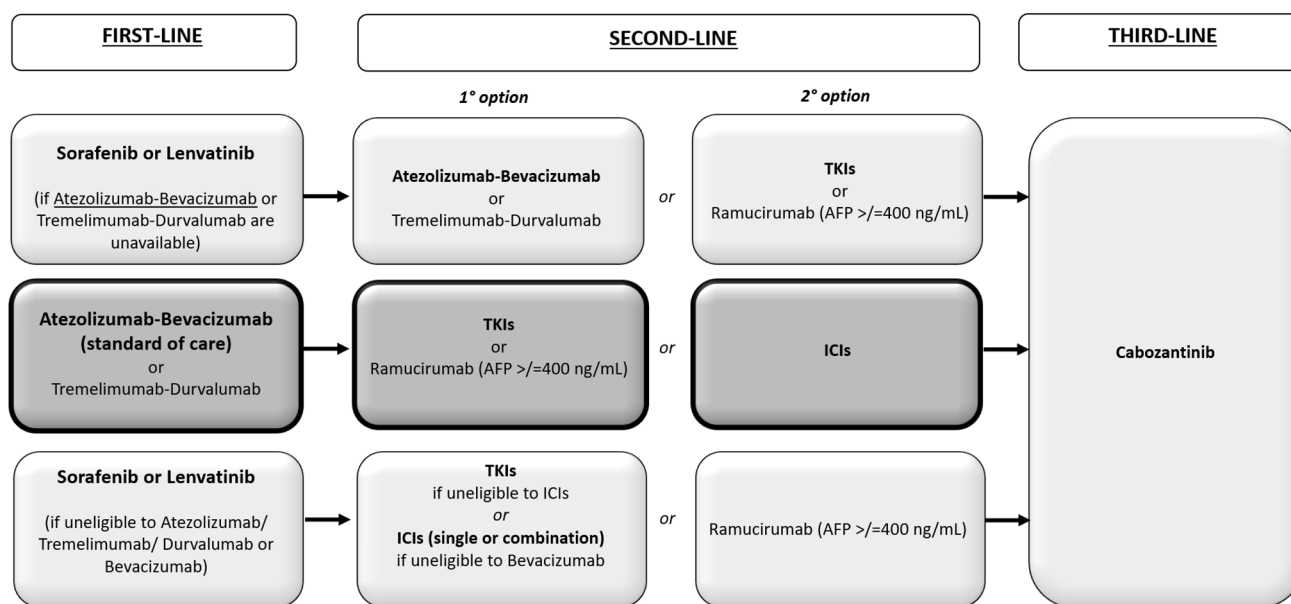 FIRST-LINE
SECOND-LINE
THIRD-LINE
1° option
2° option
Sorafenib or Lenvatinib
(if Atezolizumab-Bevacizumab or
Tremelimumab-Durvalumab are
unavailable)
Atezolizumab-Bevacizumab
or
Tremelimumab-Durvalumab
or
TKIs
or
Ramucirumab (AFP >/=400 ng/mL)
Atezolizumab-Bevacizumab
(standard of care)
or
Tremelimumab-Durvalumab
TKIs
or
Ramucirumab (AFP >/=400 ng/mL)
or
ICIs
Cabozantinib
Sorafenib or Lenvatinib
(if uneligible to Atezolizumab/
Tremelimumab/ Durvalumab or
Bevacizumab)
TKIs
if uneligible to ICIs
or
ICIs (single or combination)
if uneligible to Bevacizumab
or
Ramucirumab (AFP >/=400 ng/mL)